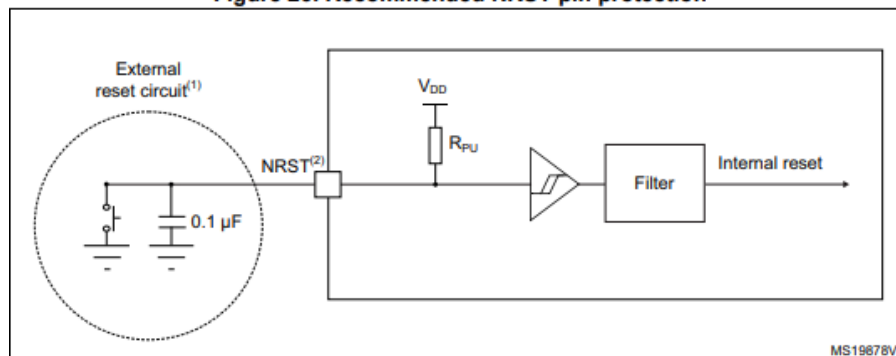 External
reset circuit(1)
VDD
RPU
NRST(2)
Internal reset
Filter
0.1 µF
MS19878V